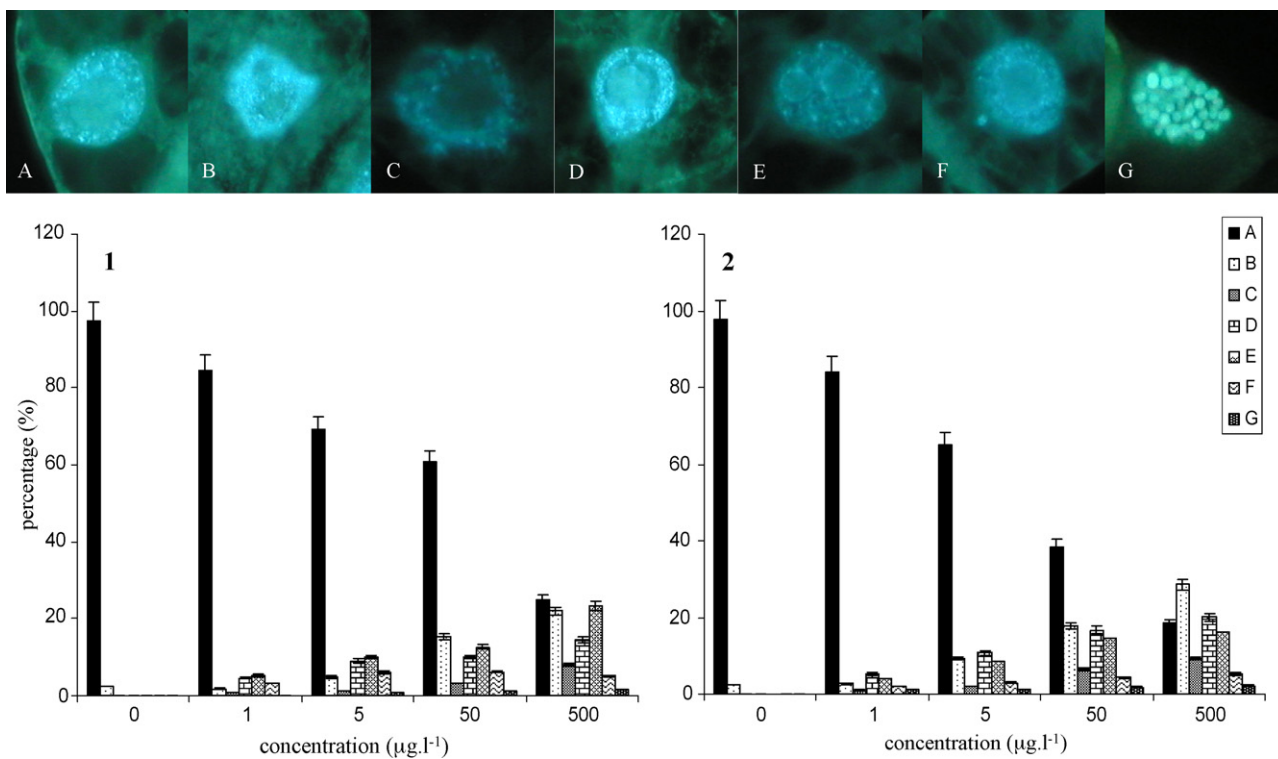 A B C D E F G
1
120
100
80
60
40
20
0
percentage (%)
0 1 5 50 500
concentration (µg.l⁻¹)
2
120
100
80
60
40
20
0
0 1 5 50 500
concentration (µg.l⁻¹)
A
B
C
D
E
F
G